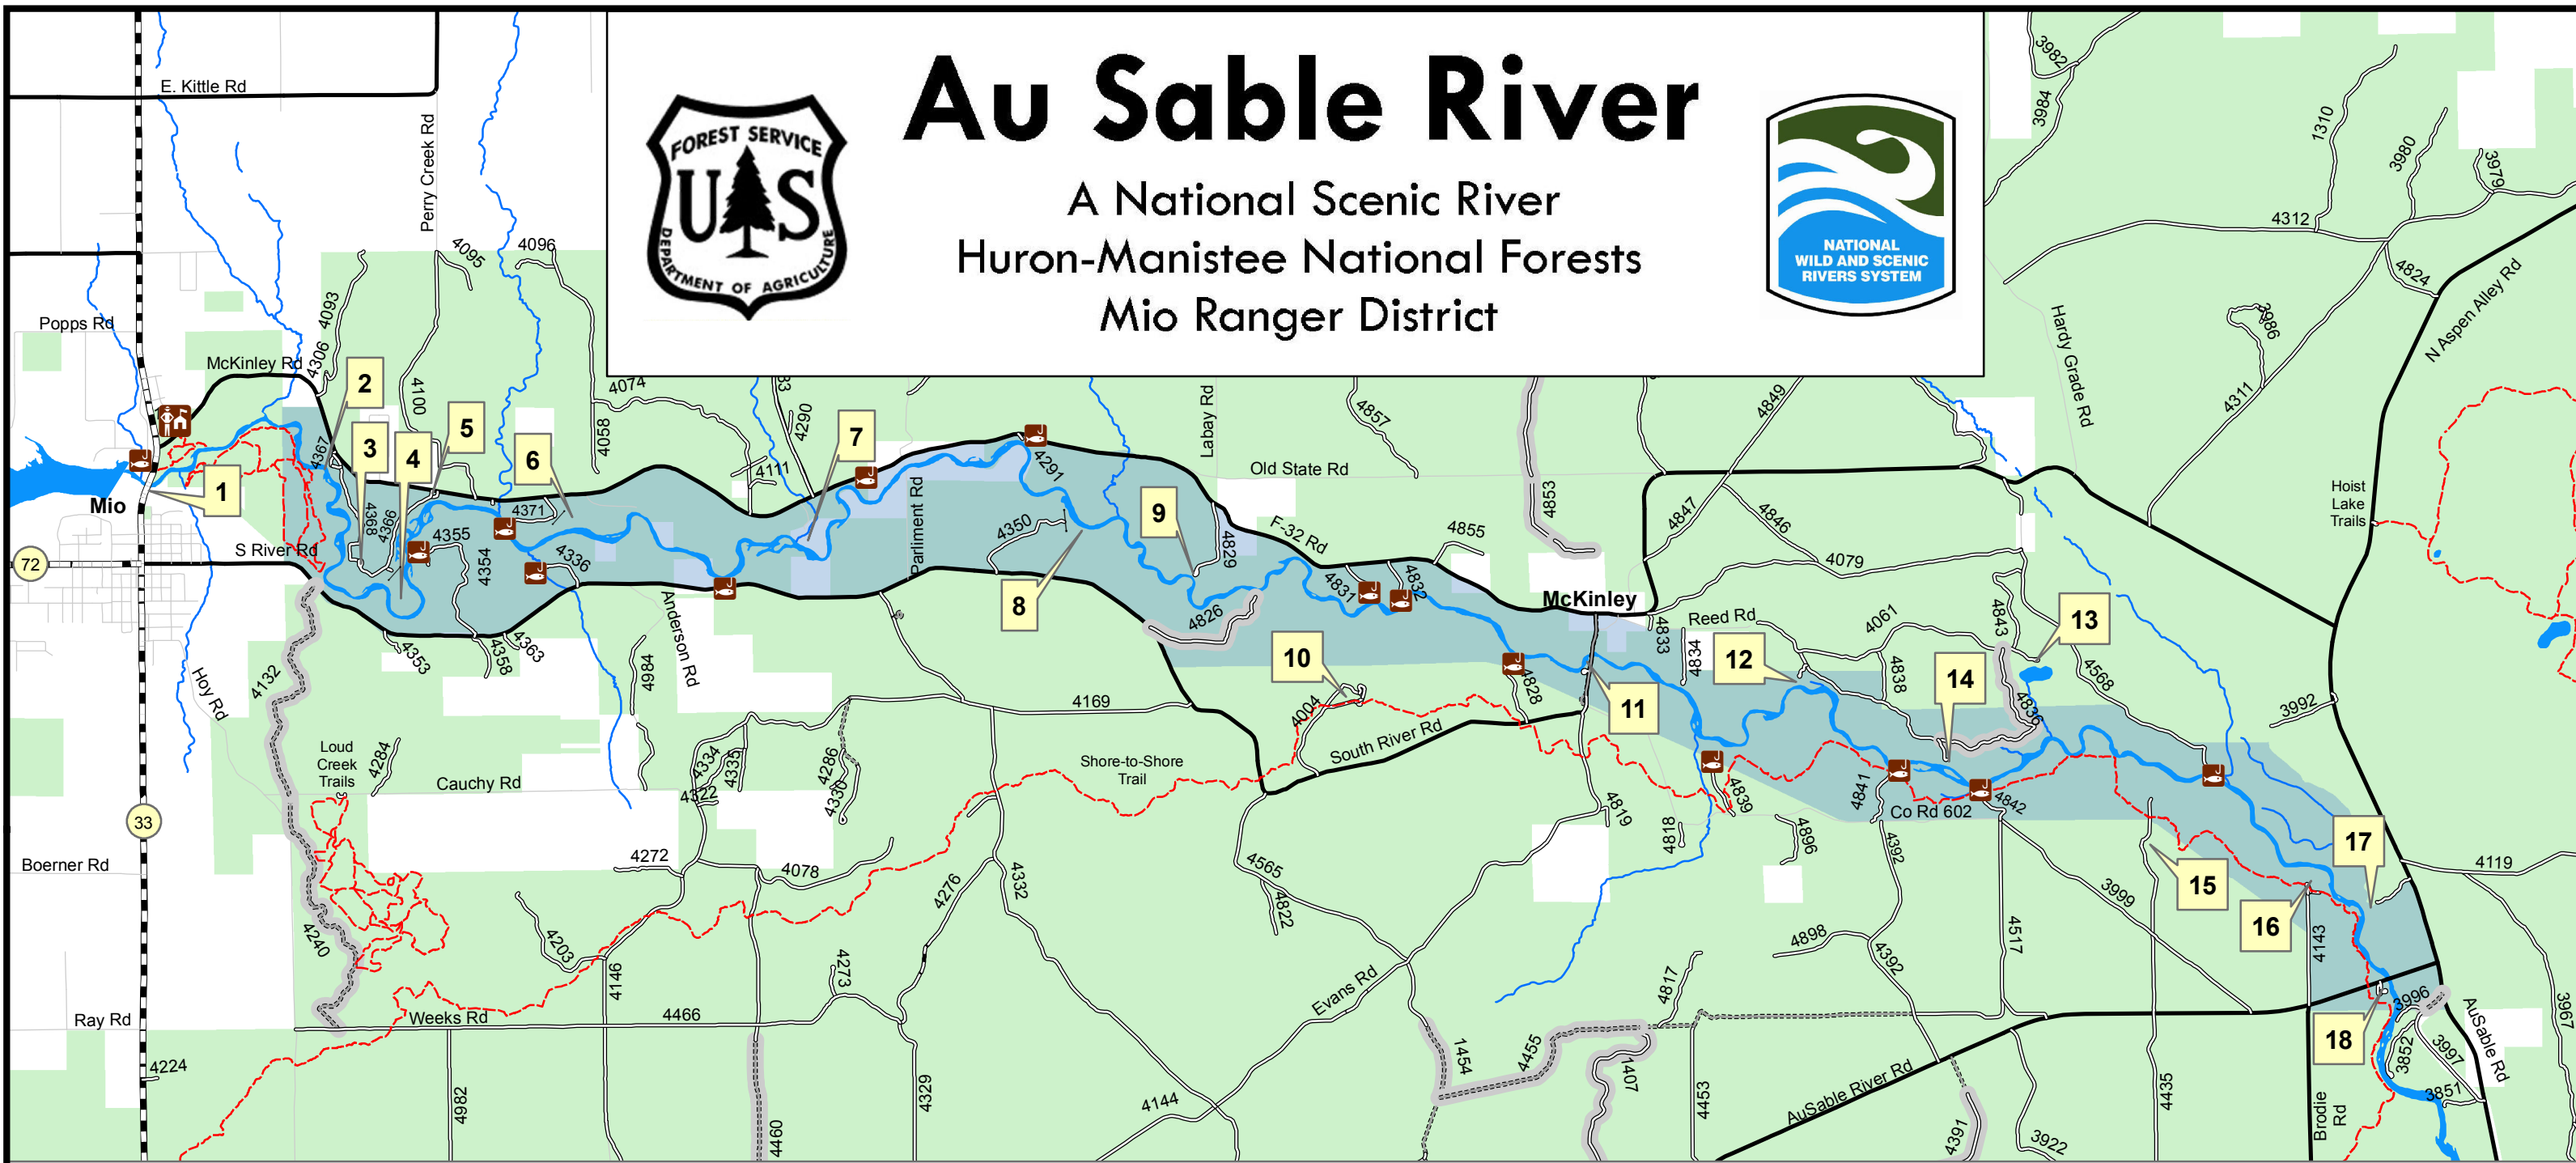 Au Sable River
A National Scenic River
Huron-Manistee National Forests
Mio Ranger District
FOREST SERVICE
US
DEPARTMENT OF AGRICULTURE
NATIONAL
WILD AND SCENIC
RIVERS SYSTEM
E. Kittle Rd
Perry Creek Rd
3982
3984
1310
3980
3979
4312
4824
N Aspen Alley Rd
3986
Hardy Grade Rd
4311
4095
4096
4093
Popps Rd
McKinley Rd
4306
4100
4074
4058
4290
4111
Labay Rd
4857
4849
Old State Rd
4853
4847
4846
Hoist
Lake
Trails
2
3
4
5
6
7
1
Mio
4367
4368
4366
4371
4355
4354
4336
72
S River Rd
Parliment Rd
4291
4350
9
4829
F-32 Rd
4855
4079
8
4826
4831
4832
McKinley
Reed Rd
4833
4834
4061
4843
13
4353
4358
4363
Anderson Rd
4984
4132
Hoy Rd
10
4004
4828
11
12
4838
14
4836
4568
3992
4169
South River Rd
Loud
Creek
Trails
4284
Cauchy Rd
4334
4335
4322
4286
4330
Shore-to-Shore
Trail
4819
4818
4839
4896
4841
Co Rd 602
4842
17
33
Boerner Rd
4272
4078
4276
4332
4565
4822
4392
3999
15
4119
4240
4203
4146
4273
4898
4392
4517
16
4143
Evans Rd
4817
Ray Rd
Weeks Rd
4466
3996
AuSable Rd
3967
4224
4982
4460
4329
4144
1454
4455
1407
4453
AuSable River Rd
4391
3922
4435
18
3852
3997
3851
Brodie
Rd